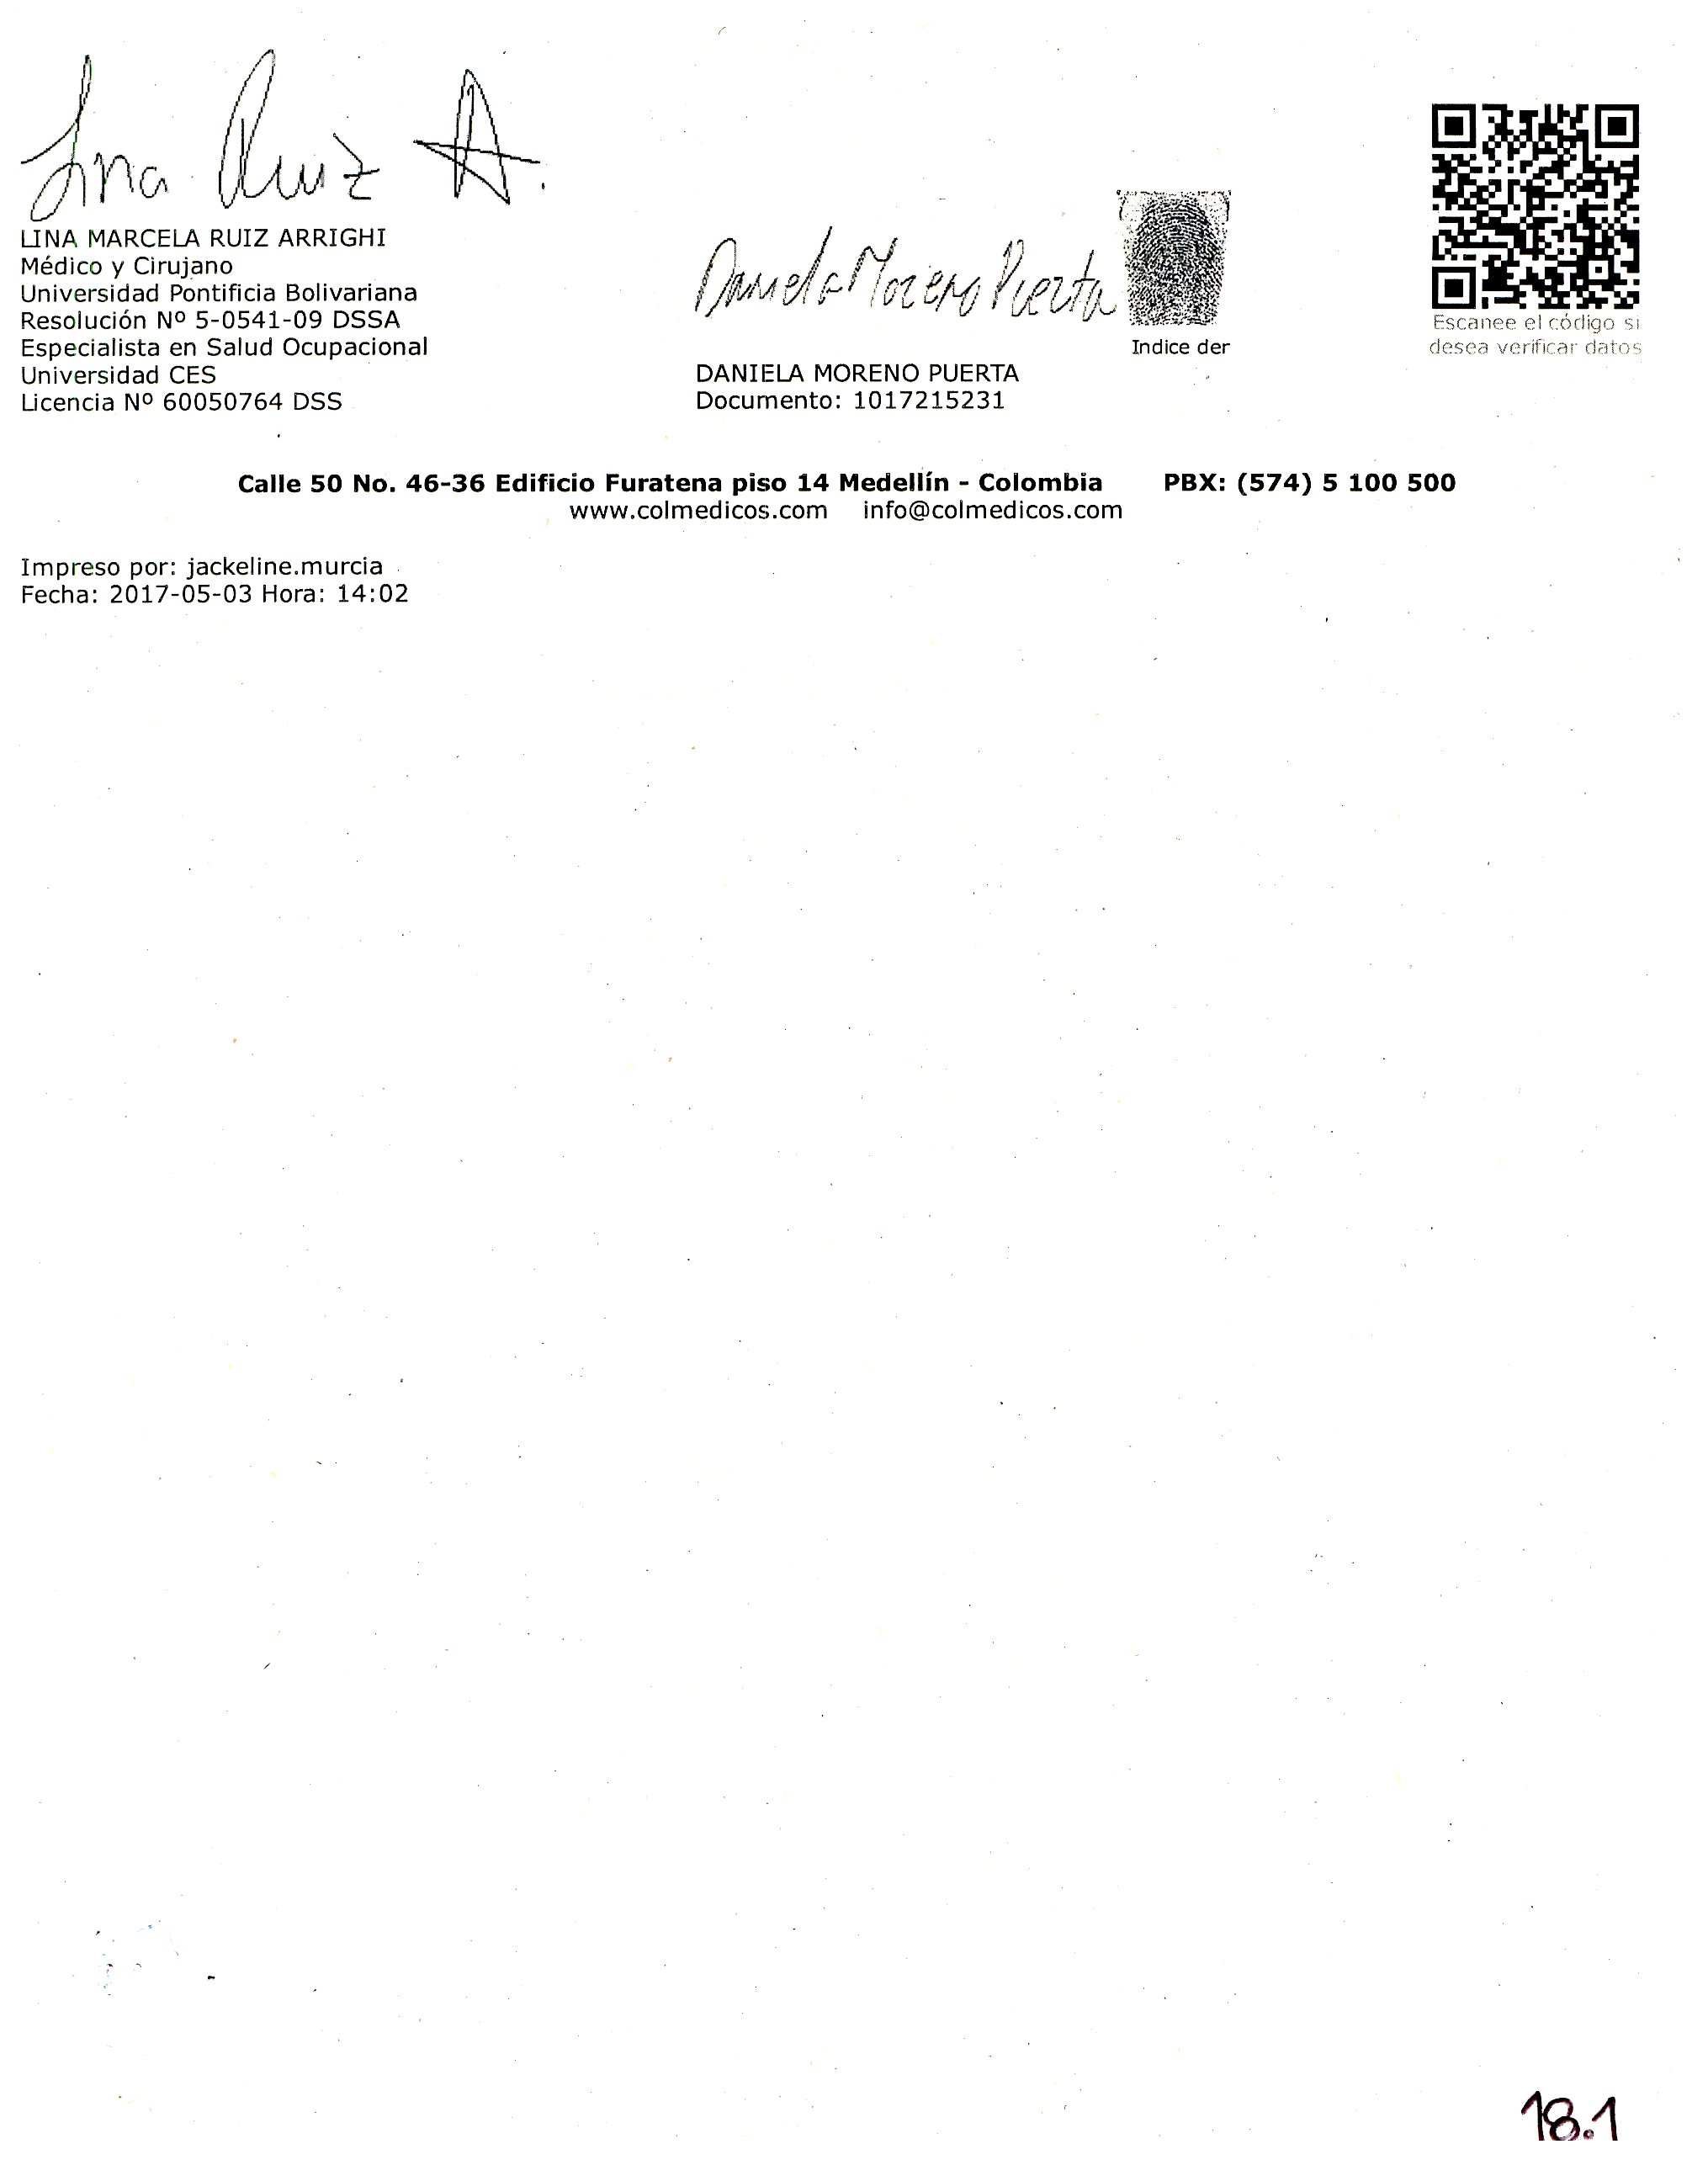 Lina Ruiz A.
LINA MARCELA RUIZ ARRIGHI
Médico y Cirujano
Universidad Pontificia Bolivariana
Resolución Nº 5-0541-09 DSSA
Especialista en Salud Ocupacional
Universidad CES
Licencia Nº 60050764 DSS
Daniela Moreno Puerta
Indice der
DANIELA MORENO PUERTA
Documento: 1017215231
Escanee el código si
desea verificar datos
Calle 50 No. 46-36 Edificio Furatena piso 14 Medellín - Colombia PBX: (574) 5 100 500
www.colmedicos.com info@colmedicos.com
Impreso por: jackeline.murcia
Fecha: 2017-05-03 Hora: 14:02
18.1